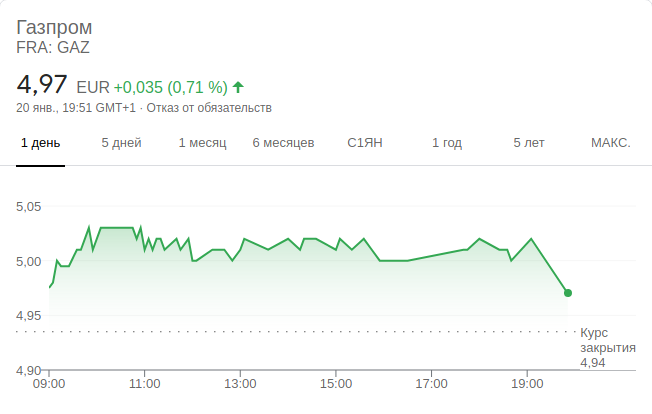 Газпром
FRA: GAZ
4,97 EUR +0,035 (0,71 %)
20 янв., 19:51 GMT+1 · Отказ от обязательств
1 день 5 дней 1 месяц 6 месяцев С1ЯН 1 год 5 лет МАКС.
5,05
5,00
4,95
Курс
закрытия
4,94
4,90
09:00 11:00 13:00 15:00 17:00 19:00